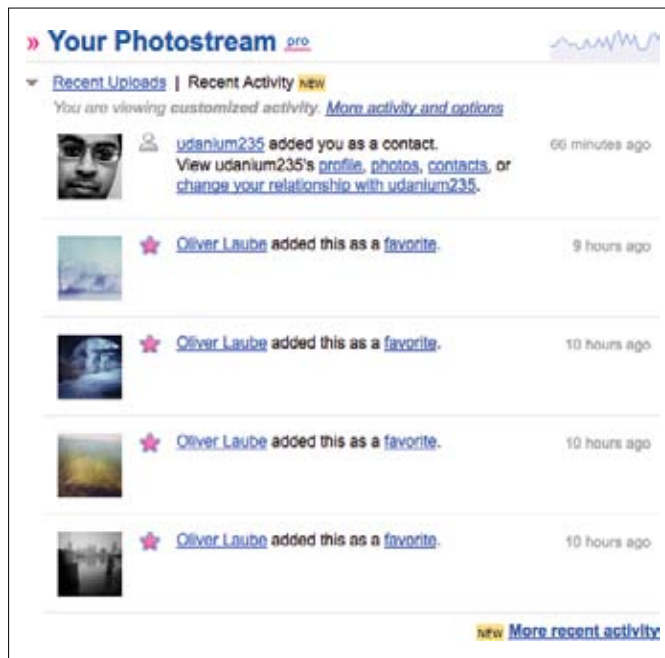 » Your Photostream pro
Recent Uploads | Recent Activity NEW
You are viewing customized activity. More activity and options
udanium235 added you as a contact. 66 minutes ago
View udanium235's profile, photos, contacts, or
change your relationship with udanium235.
Oliver Laube added this as a favorite. 9 hours ago
Oliver Laube added this as a favorite. 10 hours ago
Oliver Laube added this as a favorite. 10 hours ago
Oliver Laube added this as a favorite. 10 hours ago
NEW More recent activity